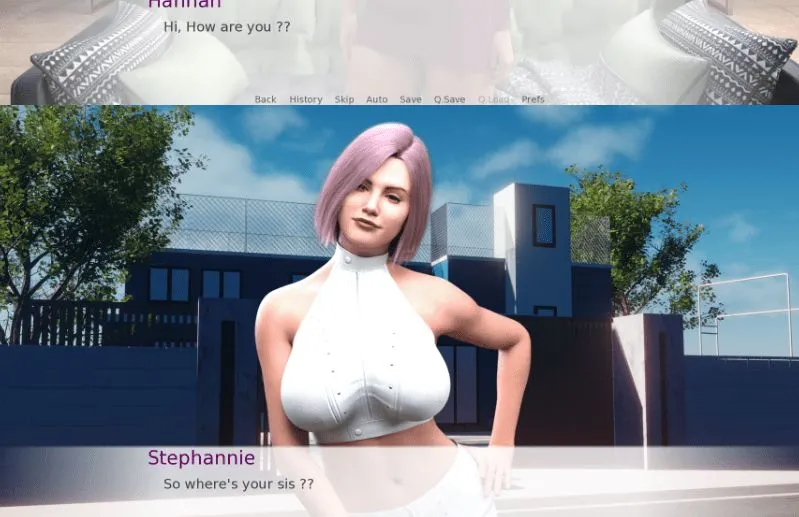 Hannah
Hi, How are you ??
Back History Skip Auto Save Q.Save Q.Load Prefs
Stephannie
So where's your sis ??